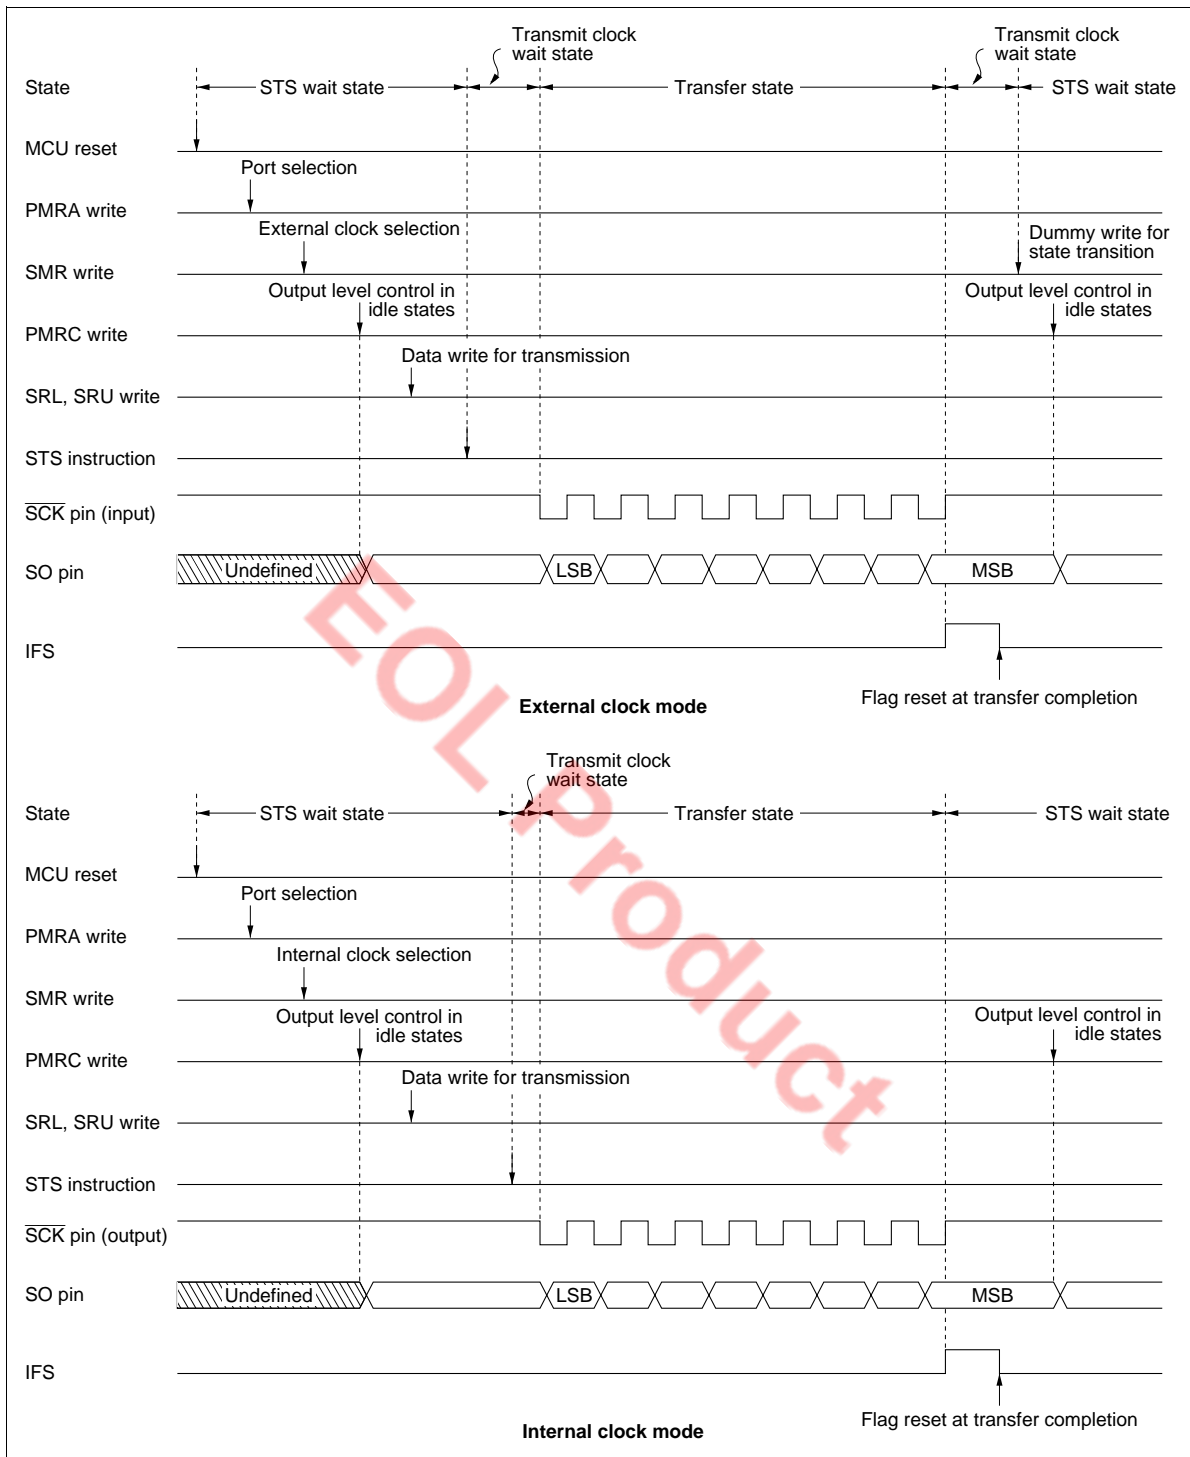 Transmit clock
wait state
Transmit clock
wait state
State
STS wait state
Transfer state
STS wait state
MCU reset
Port selection
PMRA write
External clock selection
Dummy write for
state transition
SMR write
Output level control in
idle states
Output level control in
idle states
PMRC write
Data write for transmission
SRL, SRU write
STS instruction
SCK pin (input)
SO pin
Undefined
LSB
MSB
IFS
Flag reset at transfer completion
External clock mode
Transmit clock
wait state
State
STS wait state
Transfer state
STS wait state
MCU reset
Port selection
PMRA write
Internal clock selection
SMR write
Output level control in
idle states
Output level control in
idle states
PMRC write
Data write for transmission
SRL, SRU write
STS instruction
SCK pin (output)
SO pin
Undefined
LSB
MSB
IFS
Flag reset at transfer completion
Internal clock mode
EOL Product